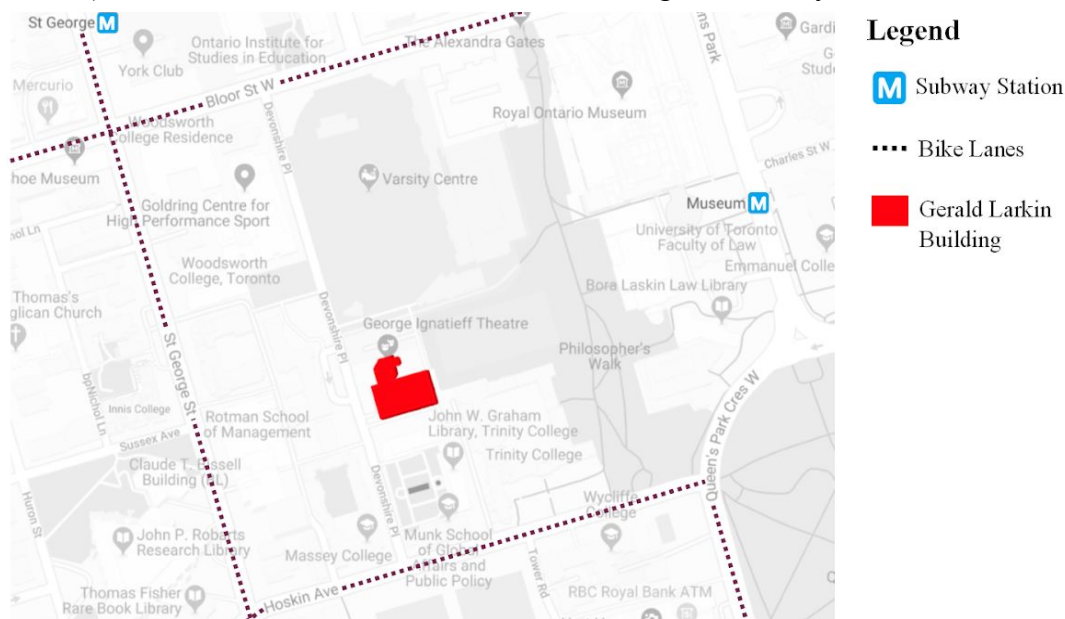 St George M
Ontario Institute for
Studies in Education
The Alexandra Gates
York Club
Mercurio
Bloor St W
Woodsworth
College Residence
Devonshire Pl
Royal Ontario Museum
hoe Museum
Varsity Centre
Charles St W
Goldring Centre for
High Performance Sport
Museum M
University of Toronto
Faculty of Law
Woodsworth
College, Toronto
Emmanuel Colle
Thomas's
glican Church
Bora Laskin Law Library
Devonshire Pl
George Ignatieff Theatre
St George St
Philosopher's
Walk
bpNichol Ln
Innis College
Rotman School
of Management
John W. Graham
Library, Trinity College
Queen's Park Cres W
Sussex Ave
Trinity College
Claude T. Bissell
Building (BL)
Huron St
Devonshire Pl
Wycliffe
College
John P. Robarts
Research Library
Massey College
Munk School
of Global
Affairs and
Public Policy
Tower Rd
Thomas Fisher
Rare Book Library
Hoskin Ave
RBC Royal Bank ATM
Legend
M Subway Station
Bike Lanes
Gerald Larkin
Building